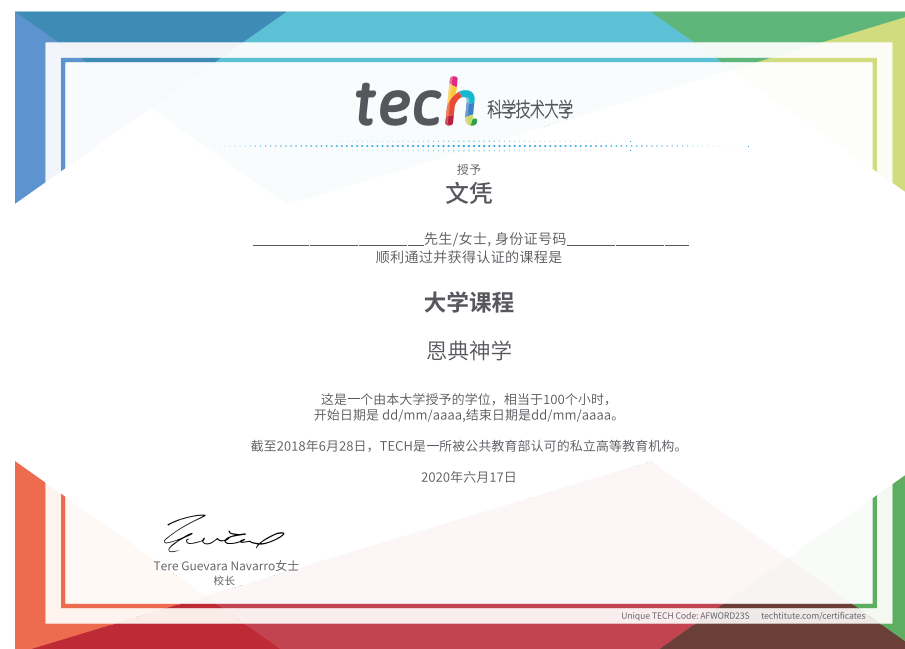 tech 科学技术大学
授予
文凭
先生/女士, 身份证号码
顺利通过并获得认证的课程是
大学课程
恩典神学
这是一个由本大学授予的学位，相当于100个小时，
开始日期是 dd/mm/aaaa,结束日期是dd/mm/aaaa。
截至2018年6月28日，TECH是一所被公共教育部认可的私立高等教育机构。
2020年六月17日
Tere Guevara Navarro女士
校长
Unique TECH Code: AFWORD23S techtitute.com/certificates